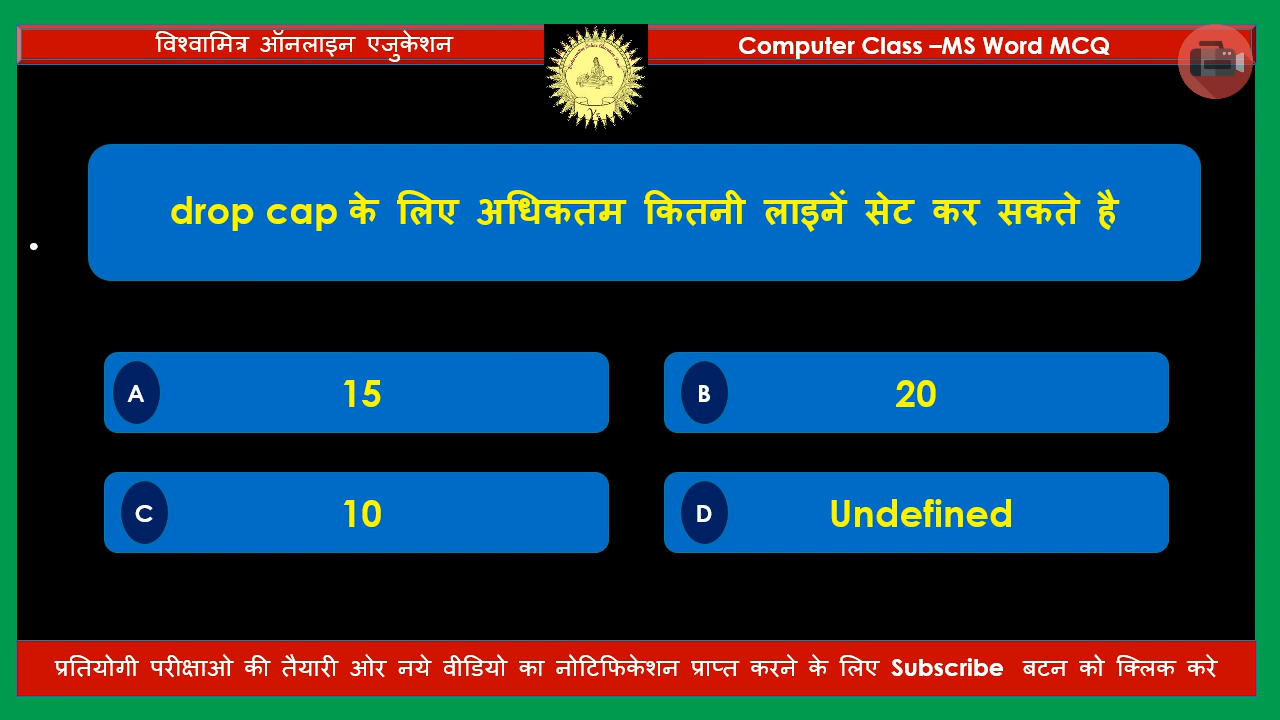 विश्वामित्र ऑनलाइन एजुकेशन
Computer Class –MS Word MCQ
drop cap के लिए अधिकतम कितनी लाइनें सेट कर सकते है
A 15
B 20
C 10
D Undefined
प्रतियोगी परीक्षाओ की तैयारी ओर नये वीडियो का नोटिफिकेशन प्राप्त करने के लिए Subscribe बटन को क्लिक करे